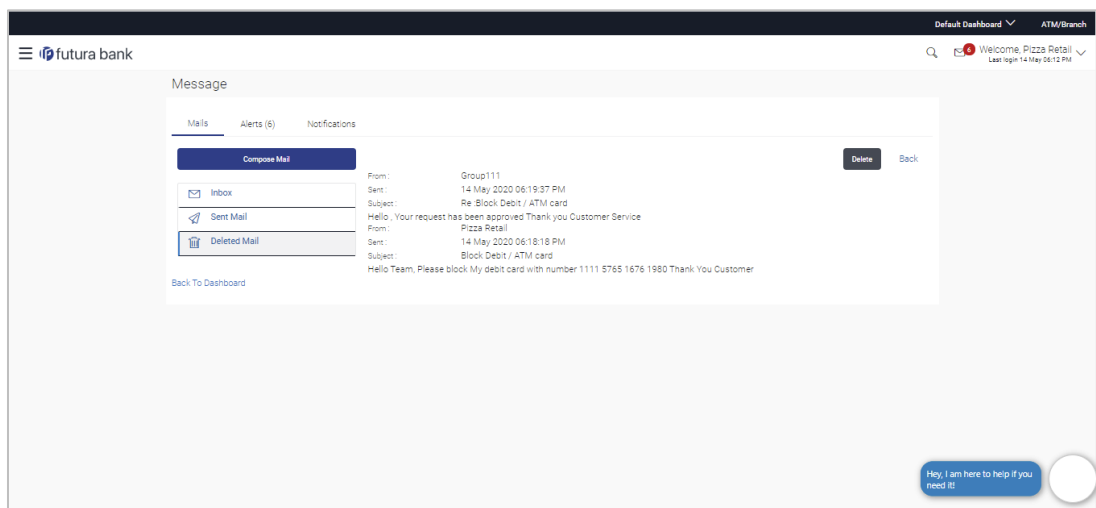 Default Dashboard ATM/Branch
futura bank
6 Welcome, Pizza Retail
Last login 14 May 06:12 PM
Message
Mails Alerts (6) Notifications
Compose Mail
Delete Back
Inbox
Sent Mail
Deleted Mail
Back To Dashboard
From : Group111
Sent : 14 May 2020 06:19:37 PM
Subject : Re :Block Debit / ATM card
Hello , Your request has been approved Thank you Customer Service
From : Pizza Retail
Sent : 14 May 2020 06:18:18 PM
Subject : Block Debit / ATM card
Hello Team, Please block My debit card with number 1111 5765 1676 1980 Thank You Customer
Hey, I am here to help if you
need it!